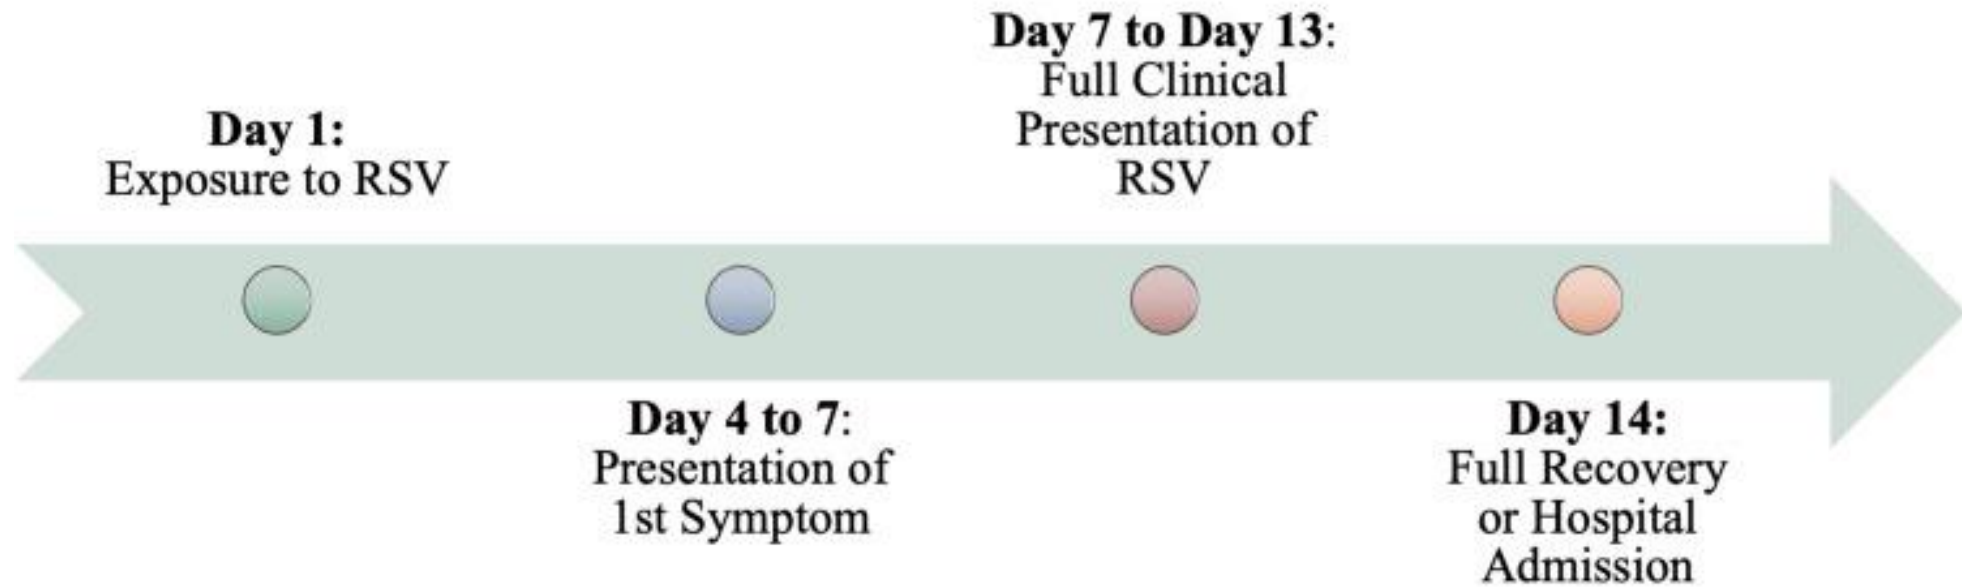 Day 1:
Exposure to RSV
Day 4 to 7:
Presentation of
1st Symptom
Day 7 to Day 13:
Full Clinical
Presentation of
RSV
Day 14:
Full Recovery
or Hospital
Admission